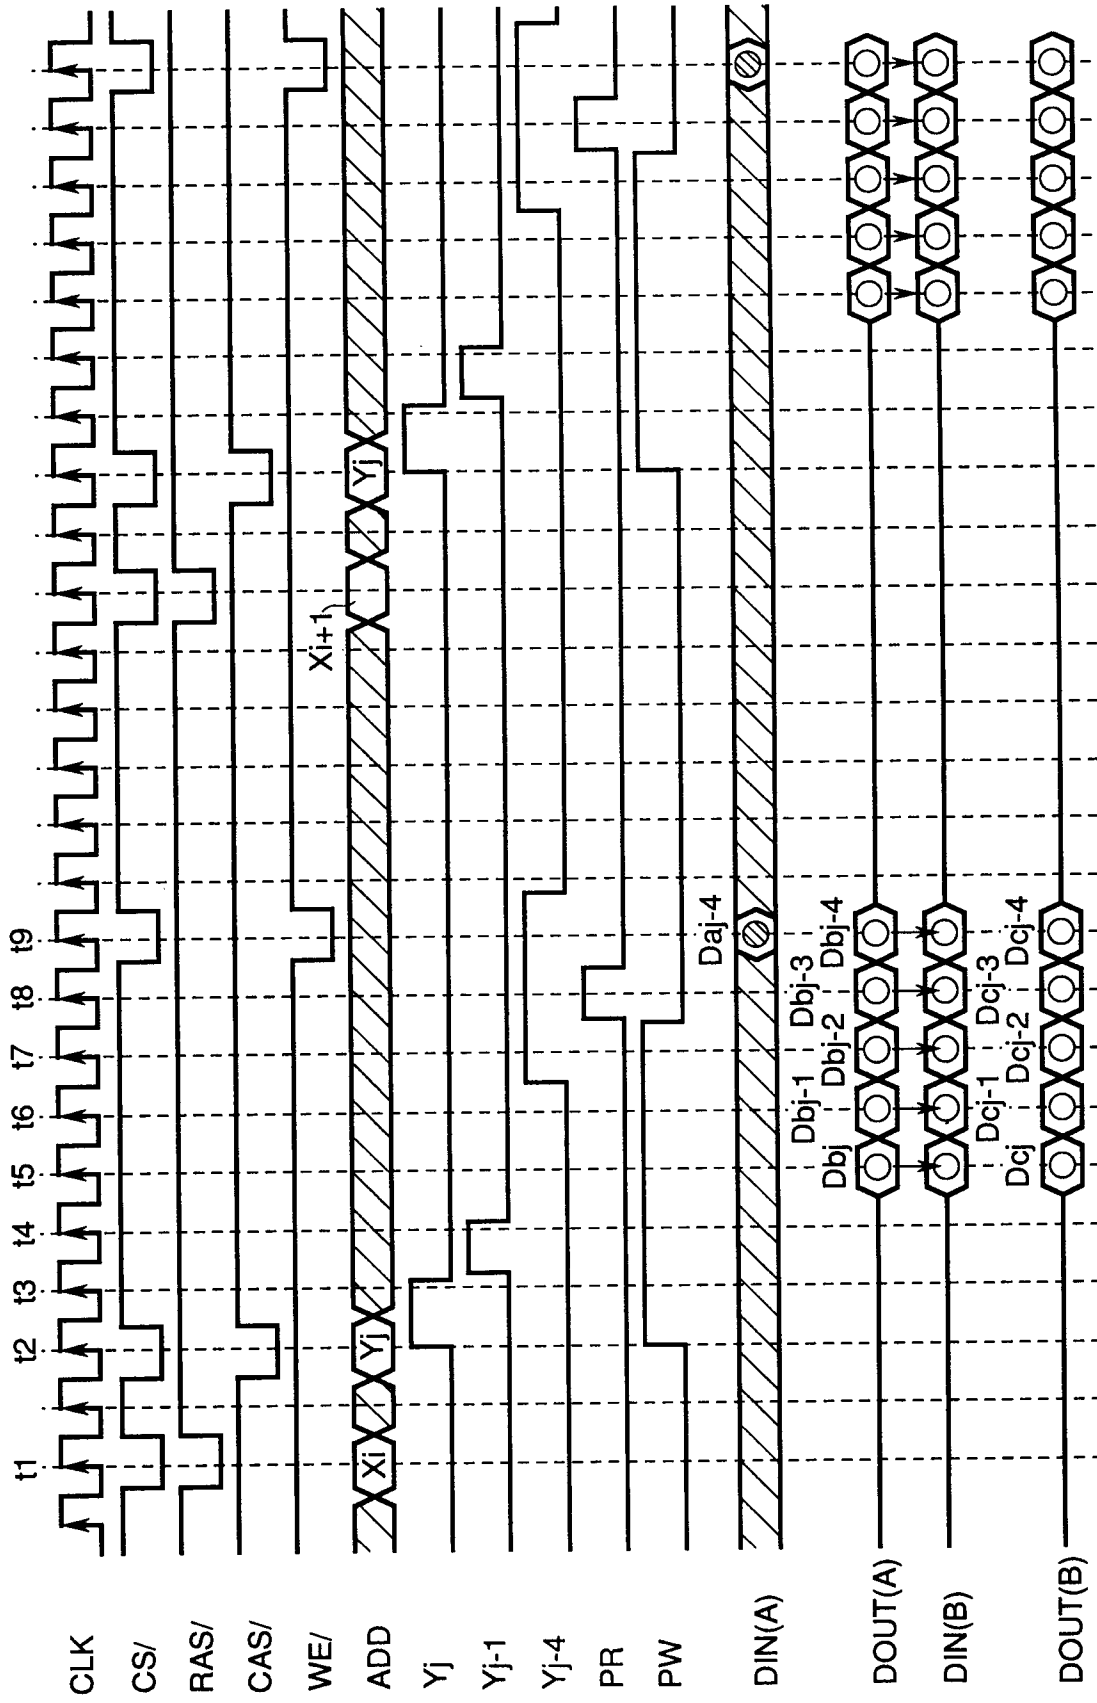 t1 t2 t3 t4 t5 t6 t7 t8 t9
CLK
CS/
RAS/
CAS/
WE/
Xi+1
ADD Xi Yj Yj
Yj
Yj-1
Yj-4
PR
PW
Daj-4
DIN(A)
Dbj-1 Dbj-3
Dbj Dbj-2 Dbj-4
DOUT(A)
DIN(B)
Dcj-1 Dcj-3
Dcj Dcj-2 Dcj-4
DOUT(B)